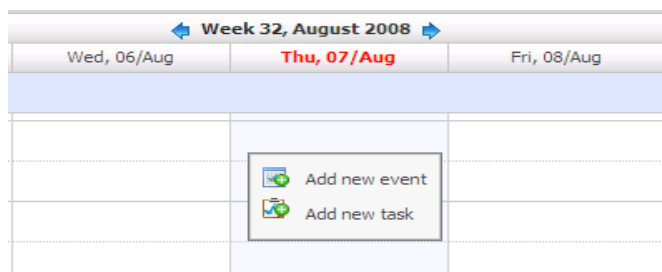 Week 32, August 2008
Wed, 06/Aug Thu, 07/Aug Fri, 08/Aug
Add new event
Add new task